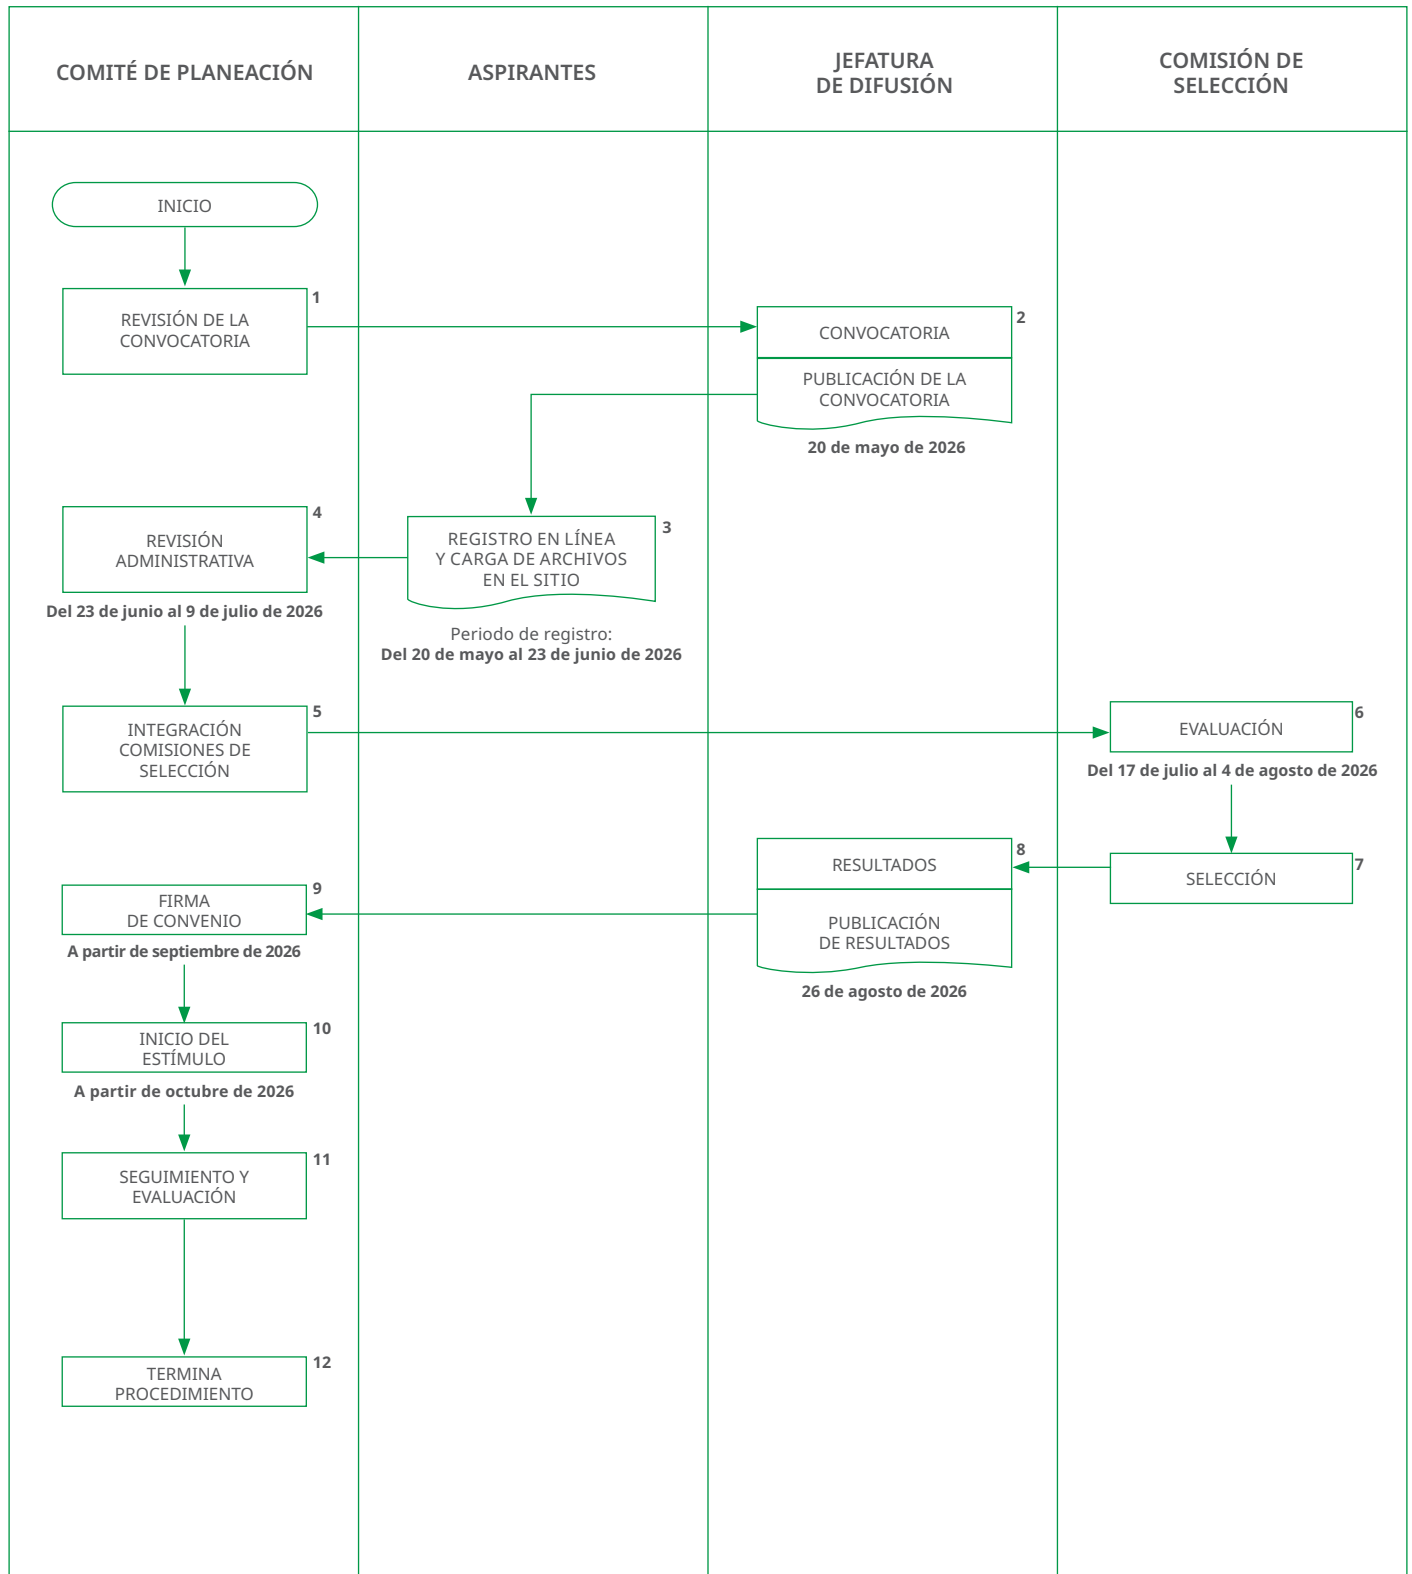 COMITÉ DE PLANEACIÓN
ASPIRANTES
JEFATURA
DE DIFUSIÓN
COMISIÓN DE
SELECCIÓN
INICIO
1
REVISIÓN DE LA
CONVOCATORIA
2
CONVOCATORIA
PUBLICACIÓN DE LA
CONVOCATORIA
20 de mayo de 2026
3
REGISTRO EN LÍNEA
Y CARGA DE ARCHIVOS
EN EL SITIO
Periodo de registro:
Del 20 de mayo al 23 de junio de 2026
4
REVISIÓN
ADMINISTRATIVA
Del 23 de junio al 9 de julio de 2026
5
INTEGRACIÓN
COMISIONES DE
SELECCIÓN
6
EVALUACIÓN
Del 17 de julio al 4 de agosto de 2026
7
SELECCIÓN
8
RESULTADOS
PUBLICACIÓN
DE RESULTADOS
26 de agosto de 2026
9
FIRMA
DE CONVENIO
A partir de septiembre de 2026
10
INICIO DEL
ESTÍMULO
A partir de octubre de 2026
11
SEGUIMIENTO Y
EVALUACIÓN
12
TERMINA
PROCEDIMIENTO